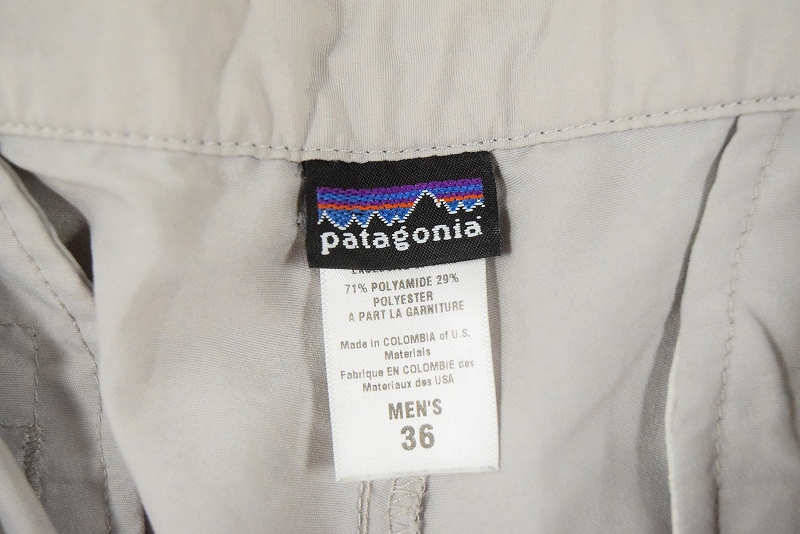 patagonia
71% POLYAMIDE 29%
POLYESTER
A PART LA GARNITURE
Made in COLOMBIA of U.S.
Materials
Fabrique EN COLOMBIE des
Materiaux des USA
MEN'S
36